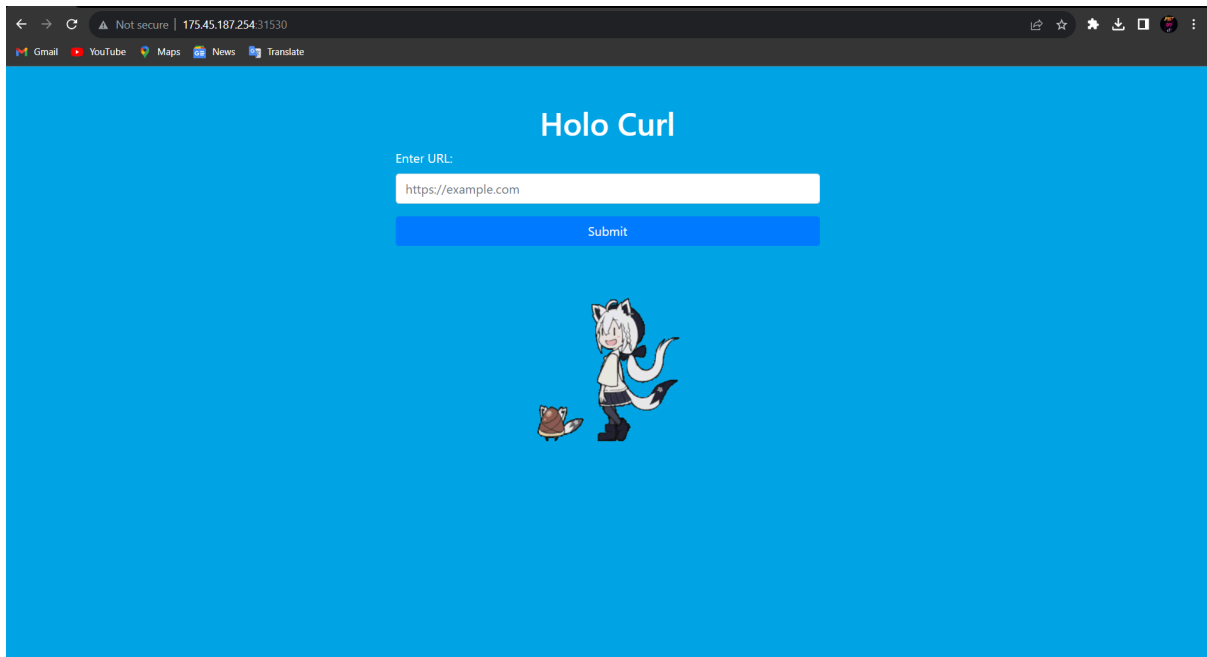 Not secure | 175.45.187.254:31530
Gmail YouTube Maps News Translate
Holo Curl
Enter URL:
https://example.com
Submit